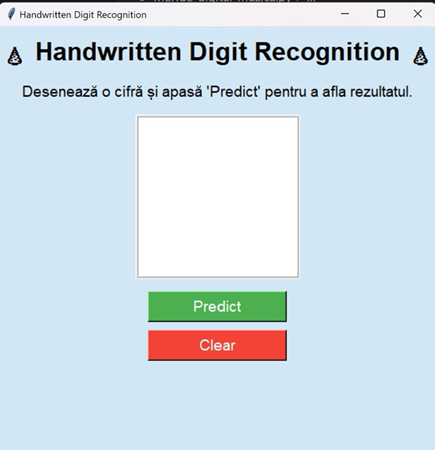 Handwritten Digit Recognition
Handwritten Digit Recognition
Desenează o cifră și apasă 'Predict' pentru a afla rezultatul.
Predict
Clear